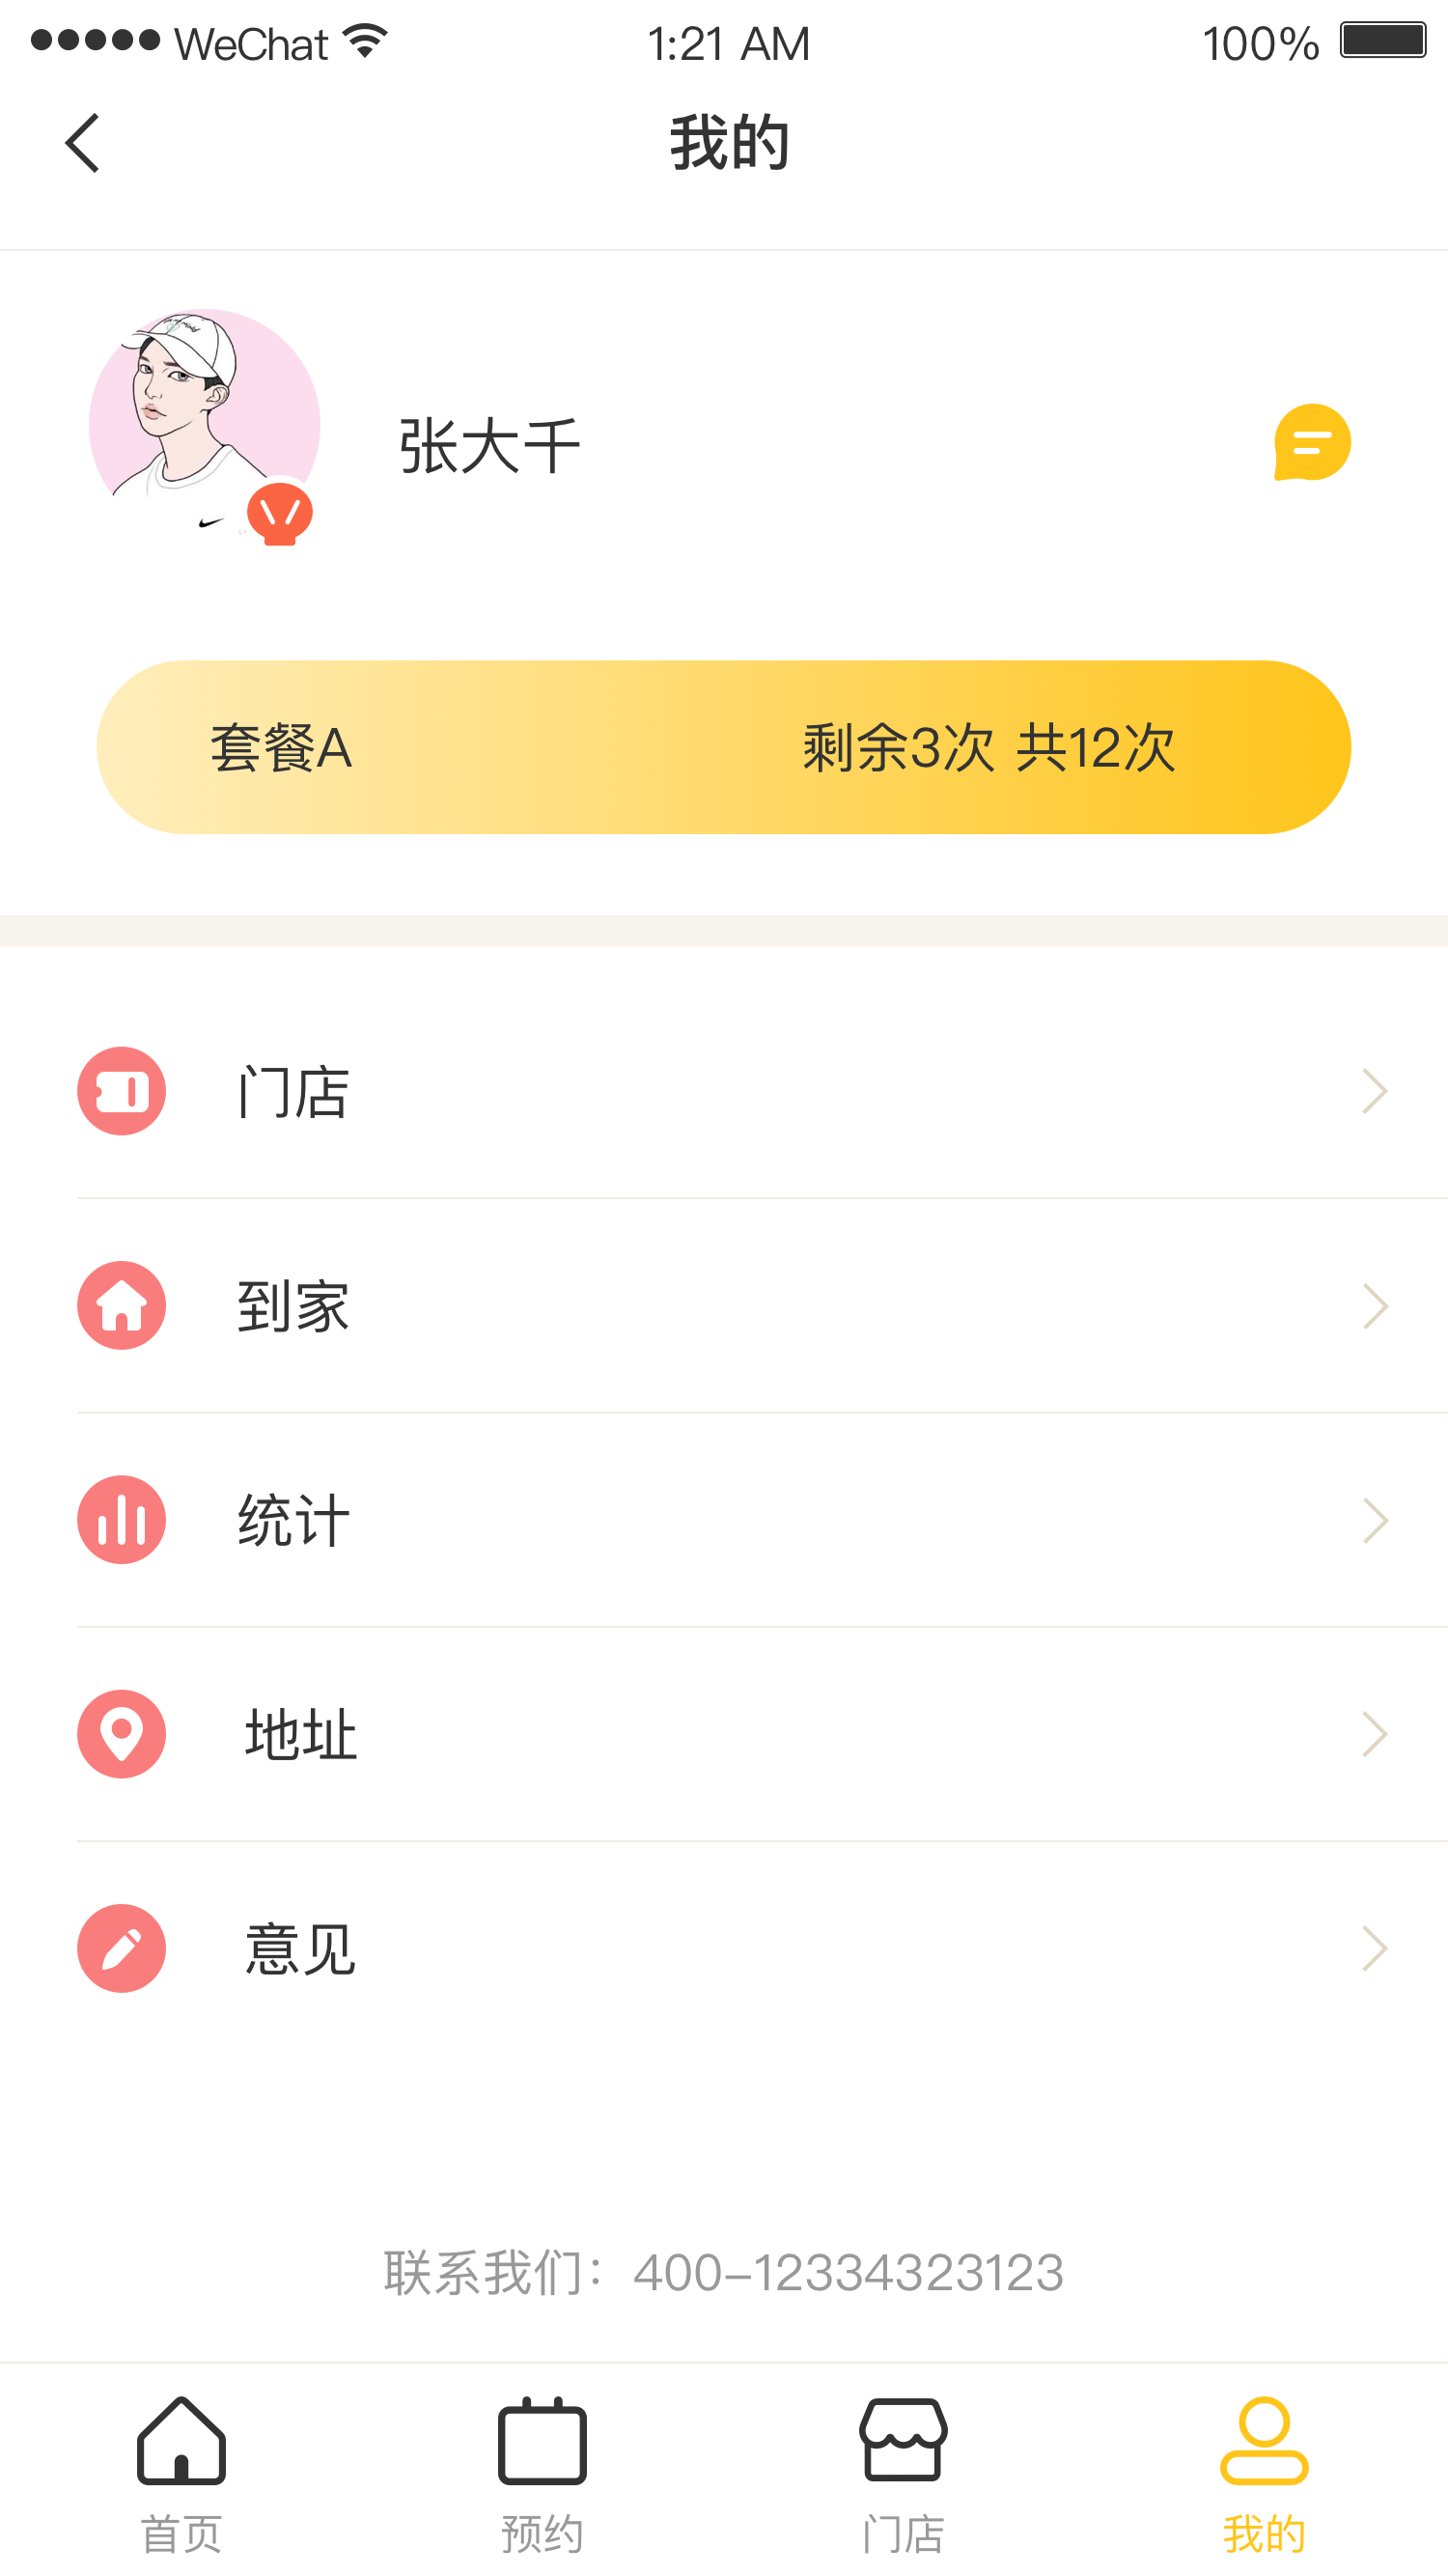 WeChat 1:21 AM 100%
我的
张大千
套餐A 剩余3次 共12次
门店
到家
统计
地址
意见
联系我们：400-12334323123
首页 预约 门店 我的